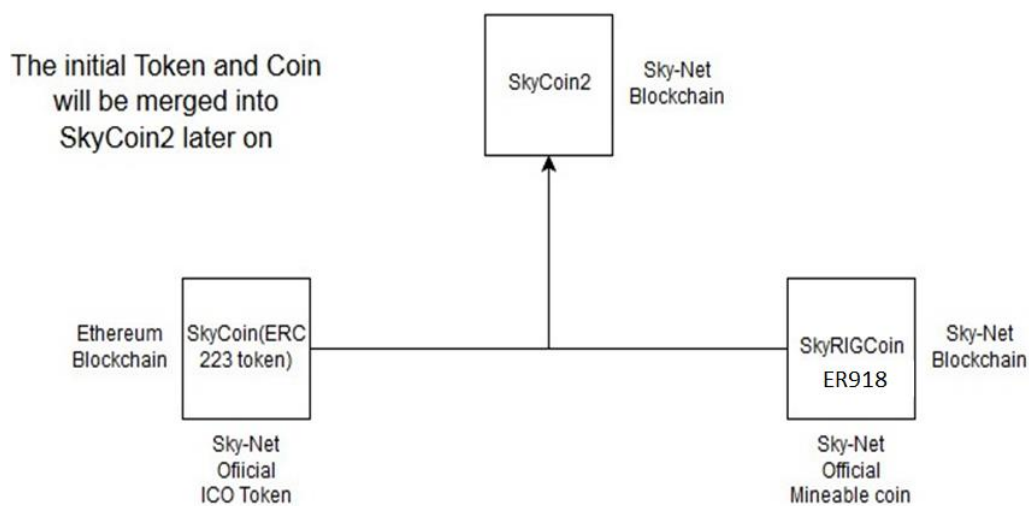 The initial Token and Coin
will be merged into
SkyCoin2 later on
SkyCoin2
Sky-Net
Blockchain
Ethereum
Blockchain
SkyCoin(ERC
223 token)
Sky-Net
Ofiicial
ICO Token
SkyRIGCoin
ER918
Sky-Net
Blockchain
Sky-Net
Official
Mineable coin